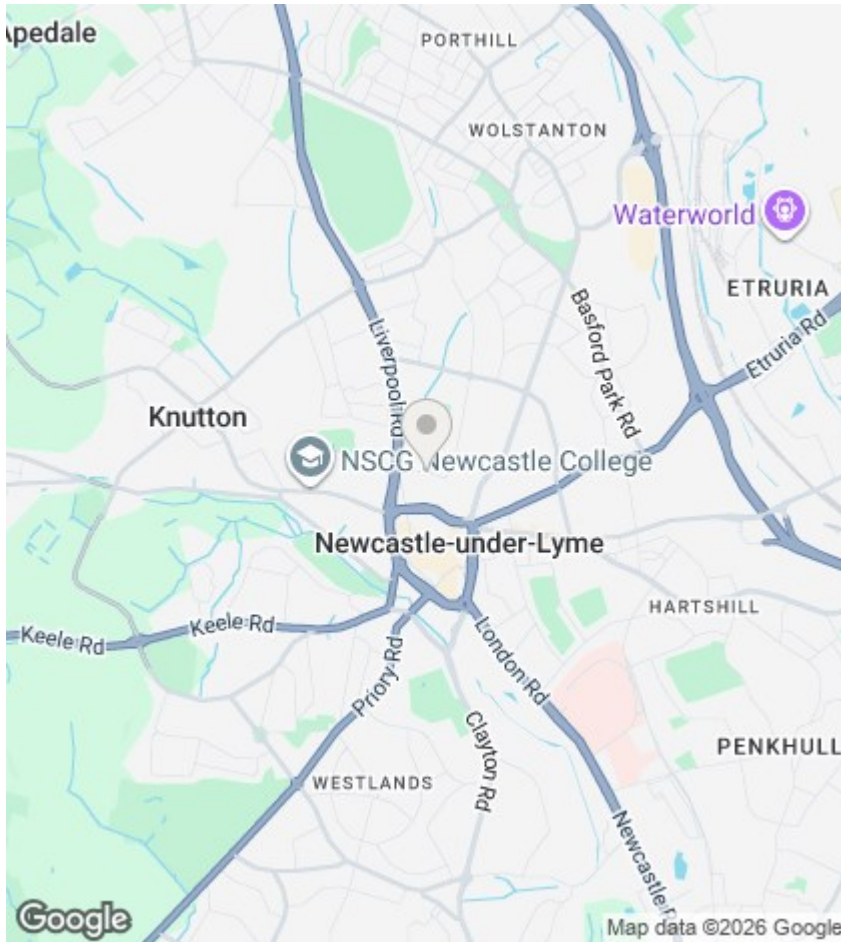 Apedale
PORTHILL
WOLSTANTON
Waterworld
ETRURIA
Etruria Rd
Basford Park Rd
Liverpool Rd
Knutton
NSCG Newcastle College
Newcastle-under-Lyme
HARTSHILL
Keele Rd
Keele Rd
Priory Rd
London Rd
Clayton Rd
PENKHULL
WESTLANDS
Newcastle R
Google
Map data ©2026 Google